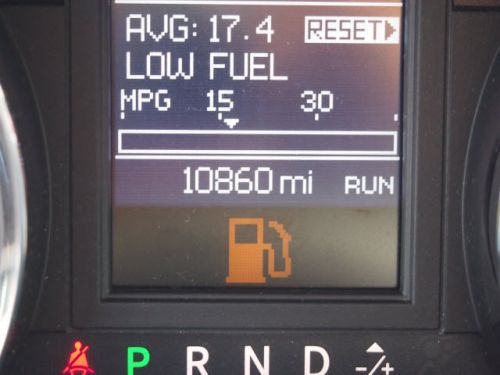 AVG: 17.4 RESET
LOW FUEL
MPG 15 30
10860 mi RUN
P R N D -/+